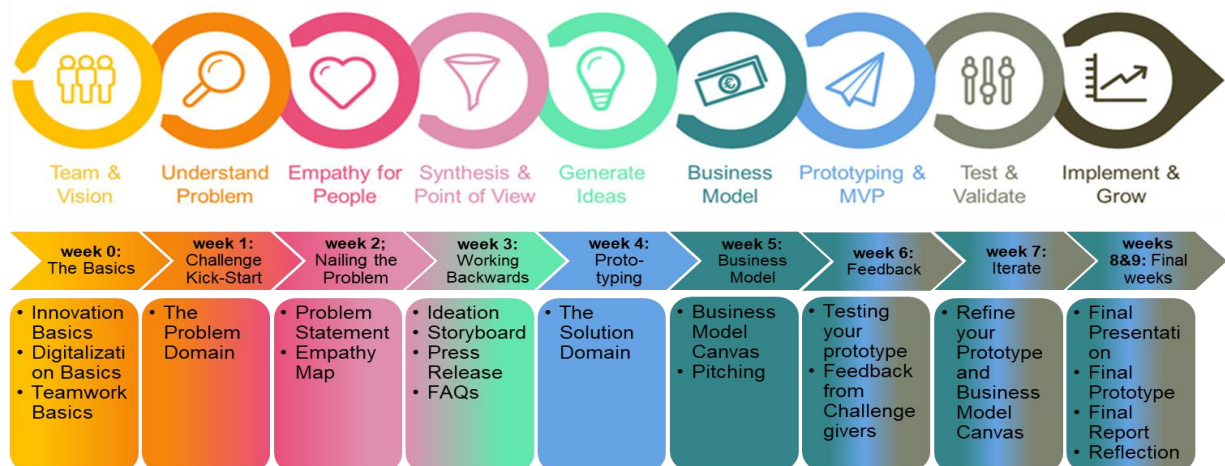 Team &
Vision
Understand
Problem
Empathy for
People
Synthesis &
Point of View
Generate
Ideas
Business
Model
Prototyping &
MVP
Test &
Validate
Implement &
Grow
week 0:
The Basics
week 1:
Challenge
Kick-Start
week 2;
Nailing the
Problem
week 3:
Working
Backwards
week 4:
Proto-
typing
week 5:
Business
Model
week 6:
Feedback
week 7:
Iterate
weeks
8&9: Final
weeks
• Innovation
Basics
• Digitalizati
on Basics
• Teamwork
Basics
• The
Problem
Domain
• Problem
Statement
• Empathy
Map
• Ideation
• Storyboard
• Press
Release
• FAQs
• The
Solution
Domain
• Business
Model
Canvas
• Pitching
• Testing
your
prototype
• Feedback
from
Challenge
givers
• Refine
your
Prototype
and
Business
Model
Canvas
• Final
Presentati
on
• Final
Prototype
• Final
Report
• Reflection